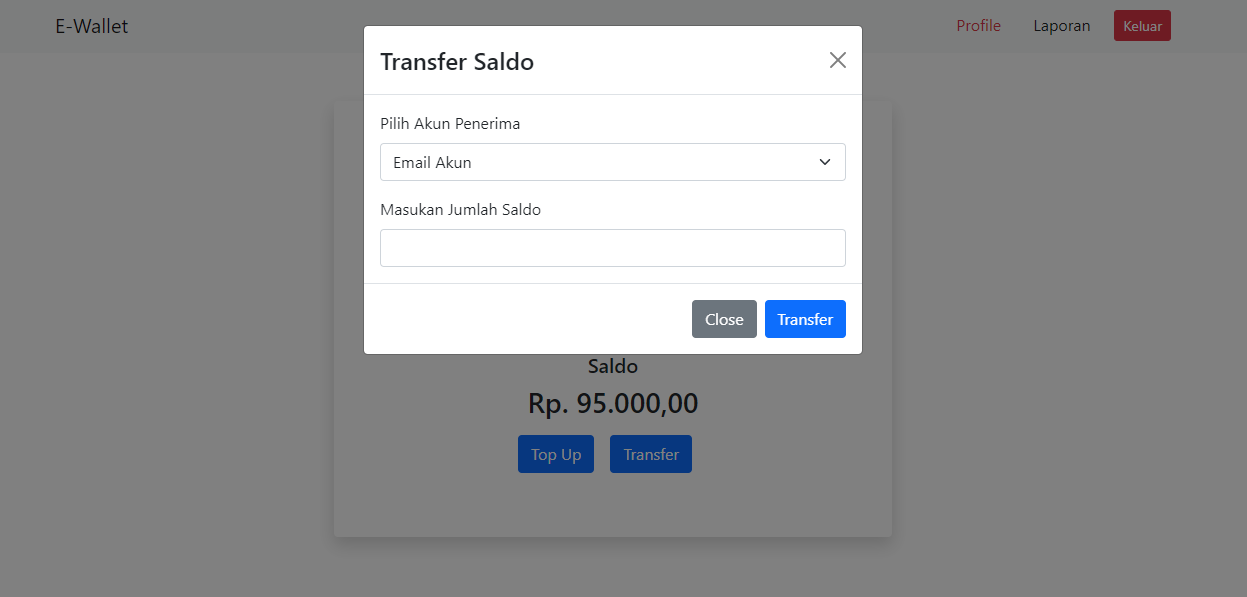 E-Wallet
Profile Laporan Keluar
Transfer Saldo
Pilih Akun Penerima
Email Akun
Masukan Jumlah Saldo
Close Transfer
Saldo
Rp. 95.000,00
Top Up Transfer